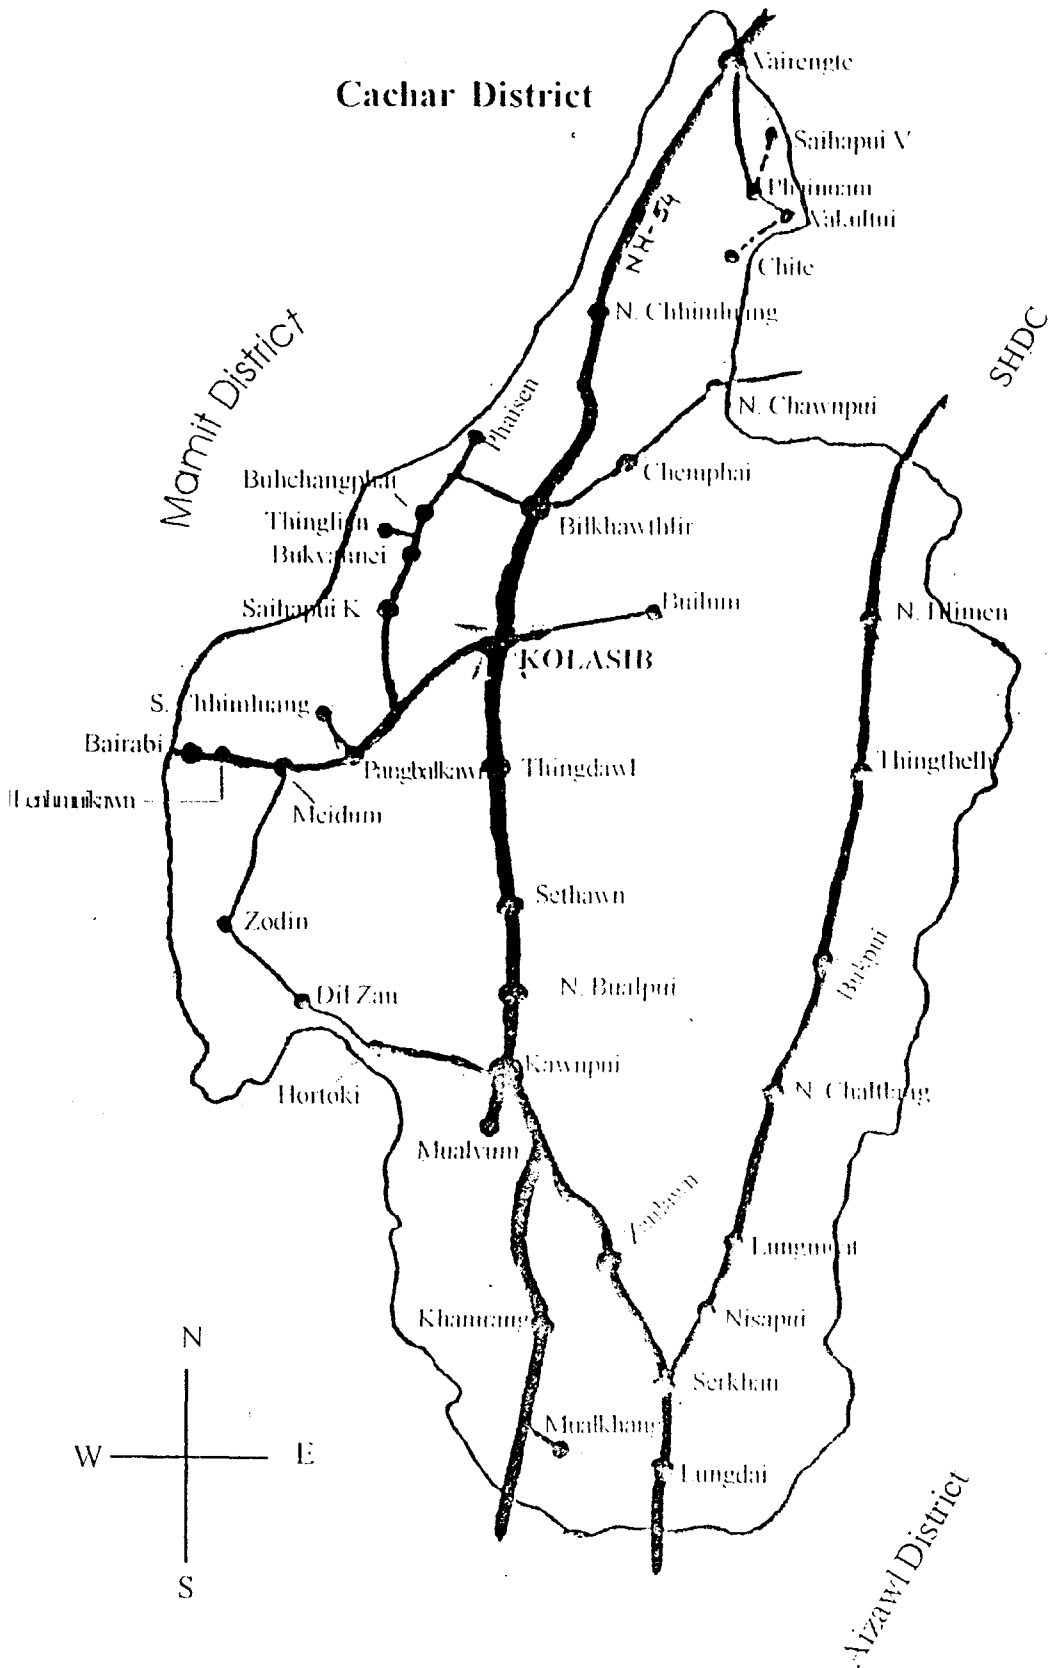 Vairengte
Cachar District
Saihapui V
Phainuam
Vakultui
NH-54
Chite
N. Chhimluang
SHDC
Mamit District
Phaisen
N. Chawnpui
Chemphai
Buhchangphai
Thinglian
Bilkhawthlir
Bukvannei
Builum
Saihapui K
N. Hlimen
KOLASIB
S. Chhimluang
Bairabi
Pangbalkawn
Thingdawl
Thingthelh
Meidum
Sethawn
Zodin
Bukpui
N. Bualpui
Dil Zau
Kawnpui
Hortoki
N. Chaltlang
Mualvum
Zanlawn
Lungmuat
Khamrang
Nisapui
N
Serkhan
Mualkhang
W
E
Lungdai
S
Aizawl District